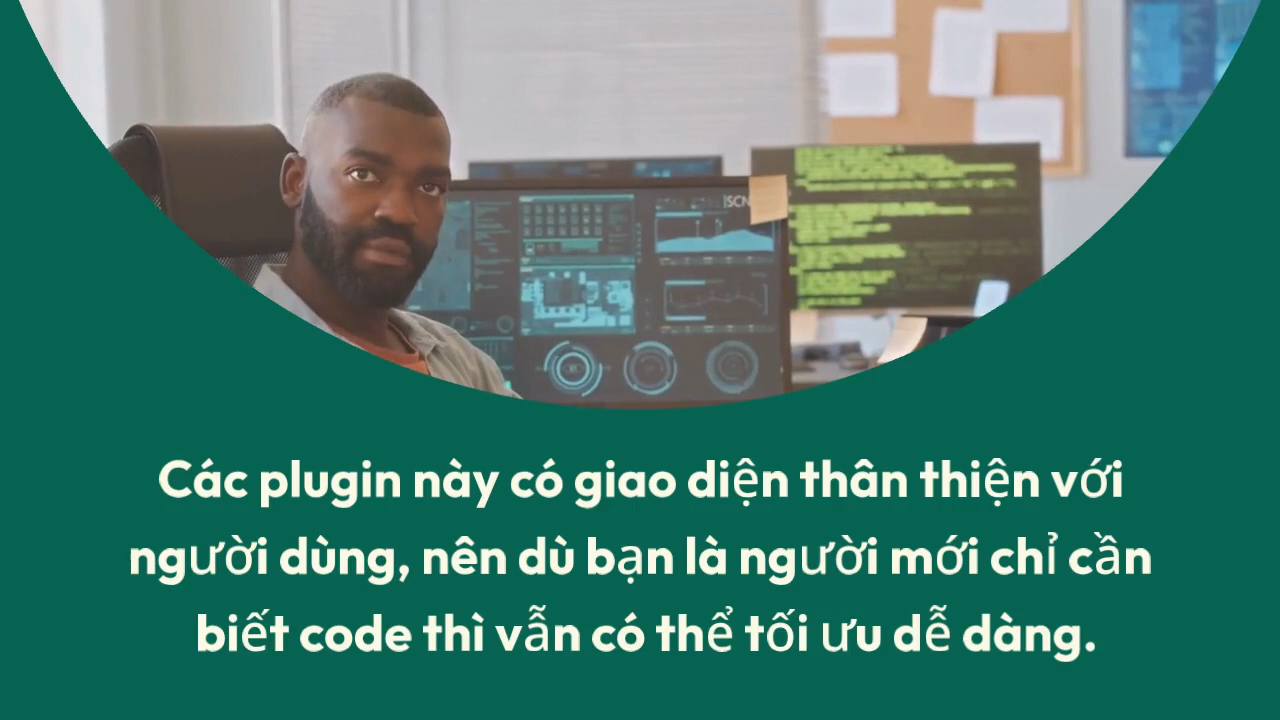 ISCN
Các plugin này có giao diện thân thiện với
người dùng, nên dù bạn là người mới chỉ cần
biết code thì vẫn có thể tối ưu dễ dàng.